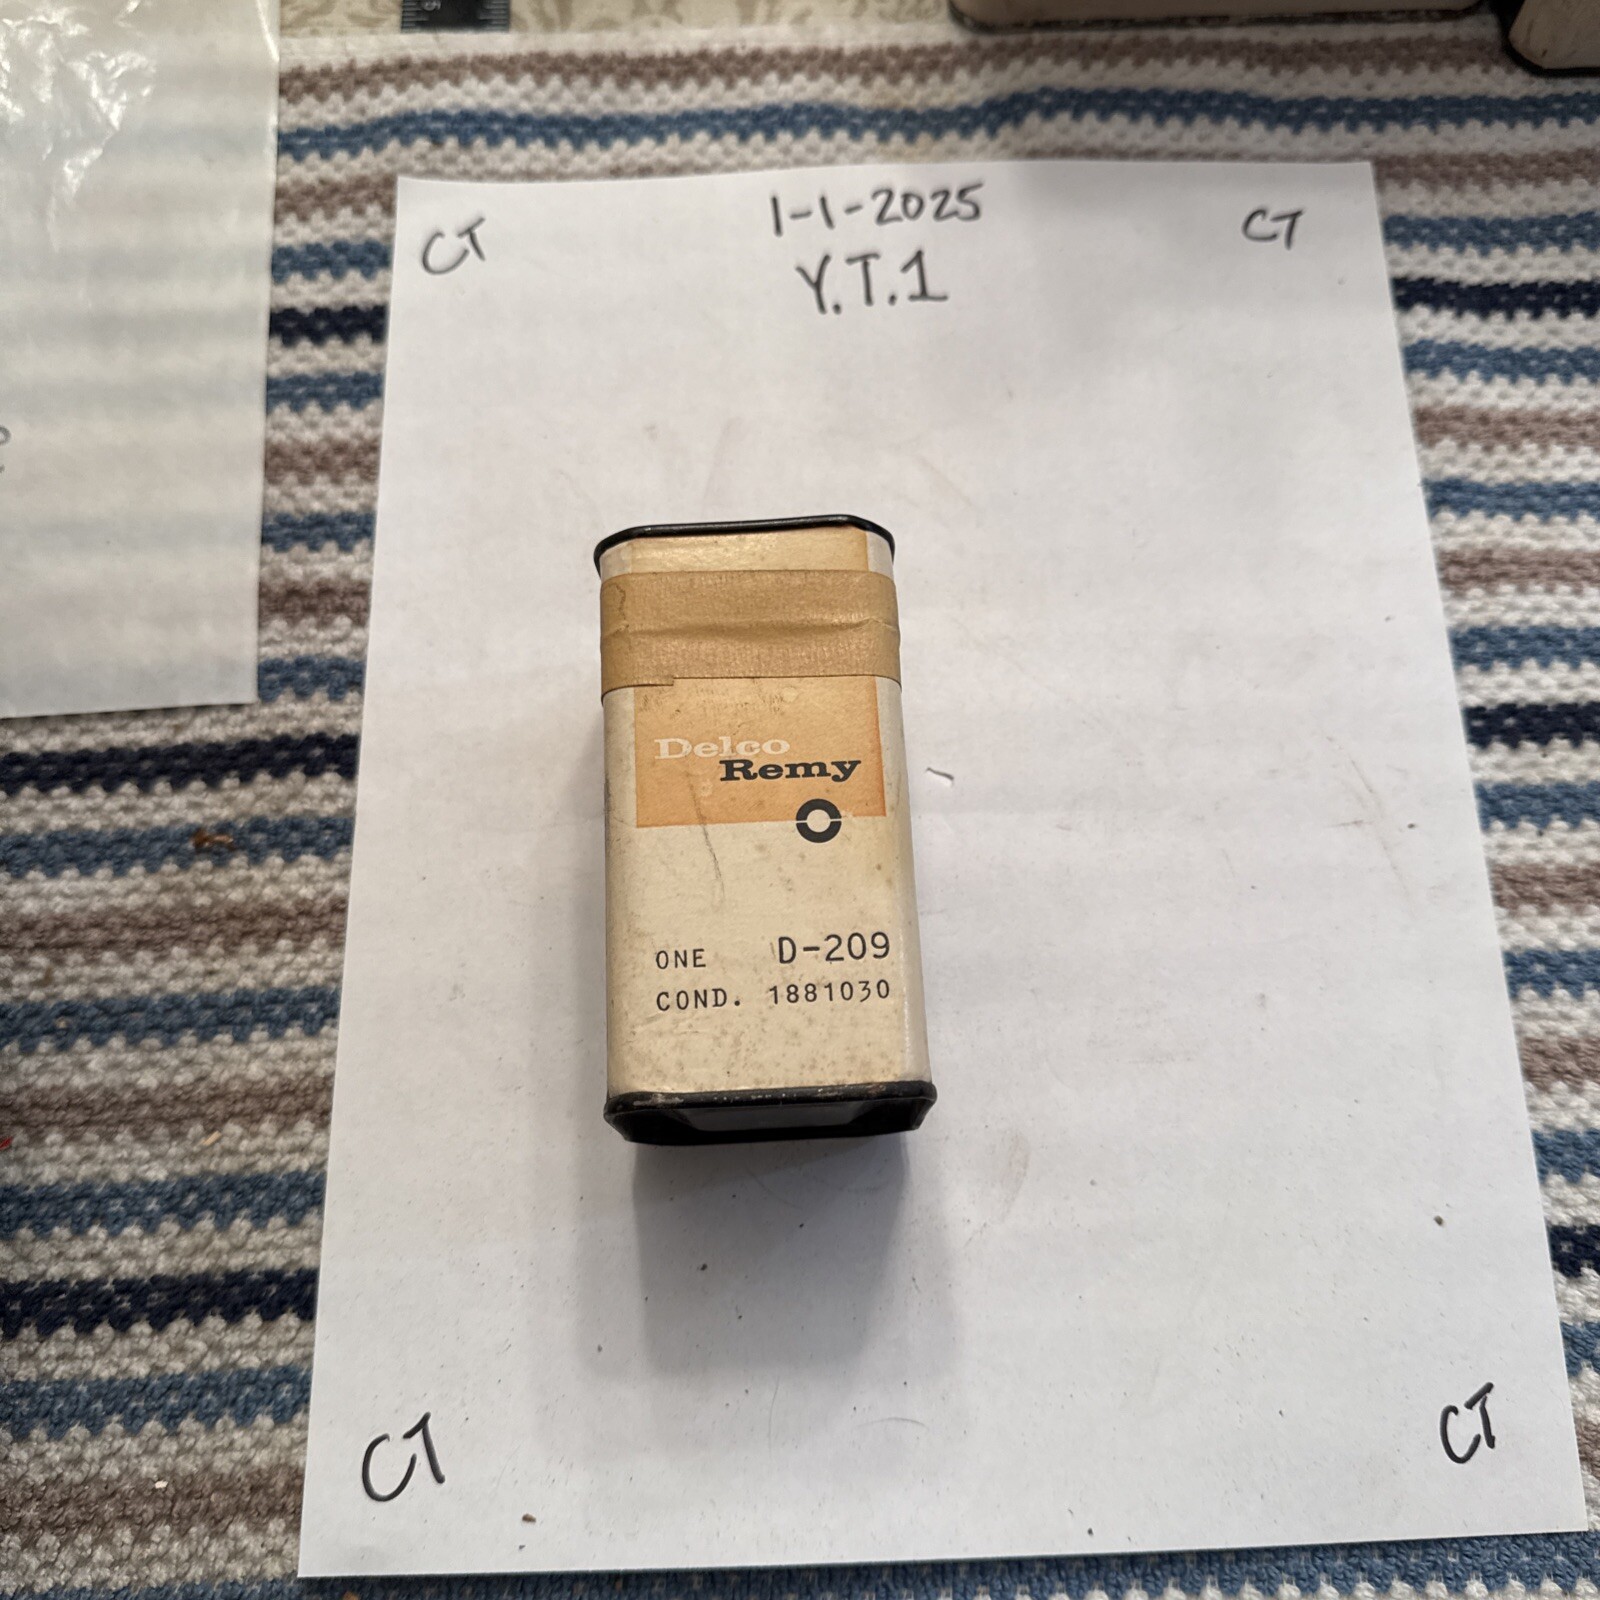 CT
1-1-2025
CT
Y.T.1
Delco
Remy
ONE D-209
COND. 1881030
CT
CT